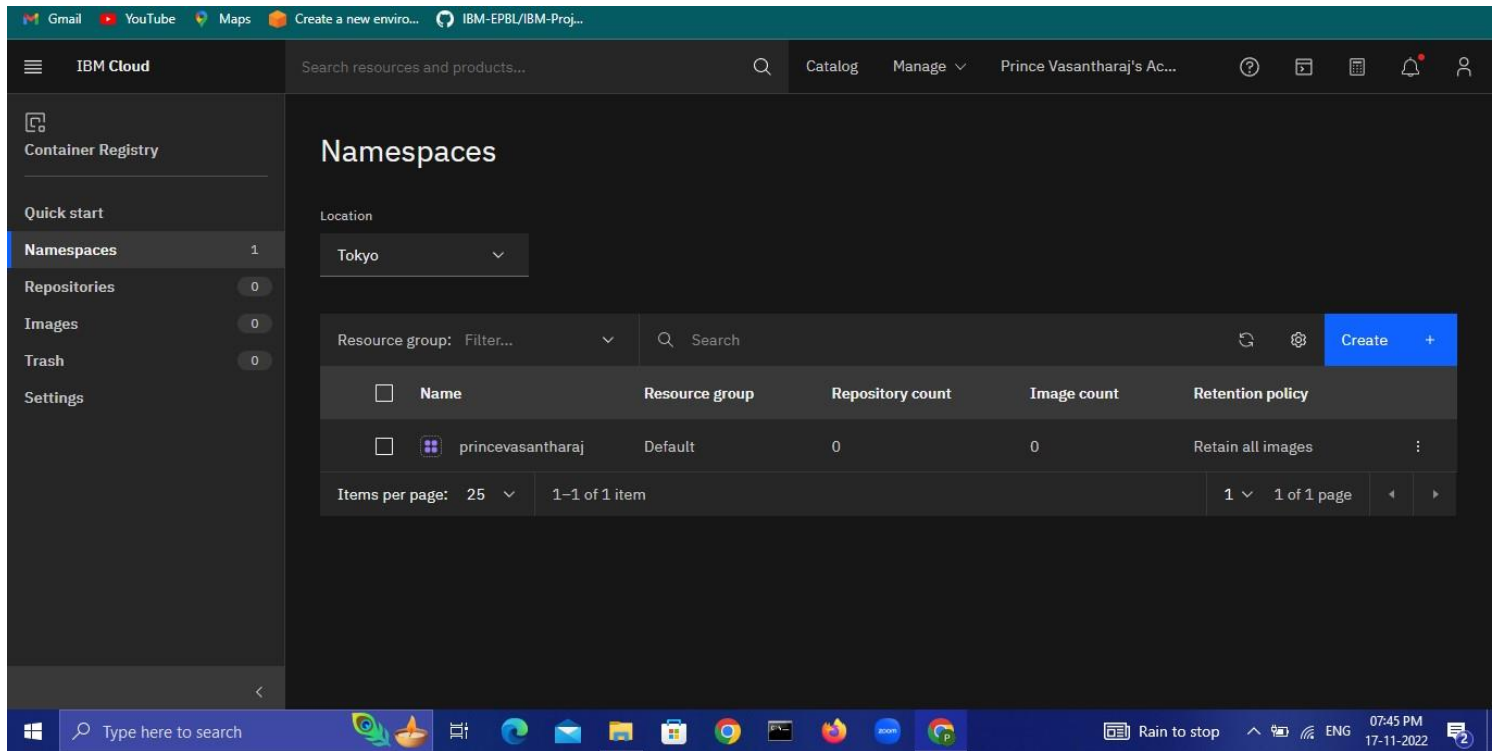 Gmail YouTube Maps Create a new enviro... IBM-EPBL/IBM-Proj...
IBM Cloud Search resources and products... Catalog Manage Prince Vasantharaj's Ac...
Container Registry
Quick start
Namespaces 1
Repositories 0
Images 0
Trash 0
Settings
Namespaces
Location
Tokyo
Resource group: Filter... Search Create +
Name Resource group Repository count Image count Retention policy
princevasantharaj Default 0 0 Retain all images
Items per page: 25 1–1 of 1 item 1 1 of 1 page
Type here to search zoom P Rain to stop ENG 07:45 PM
17-11-2022 2